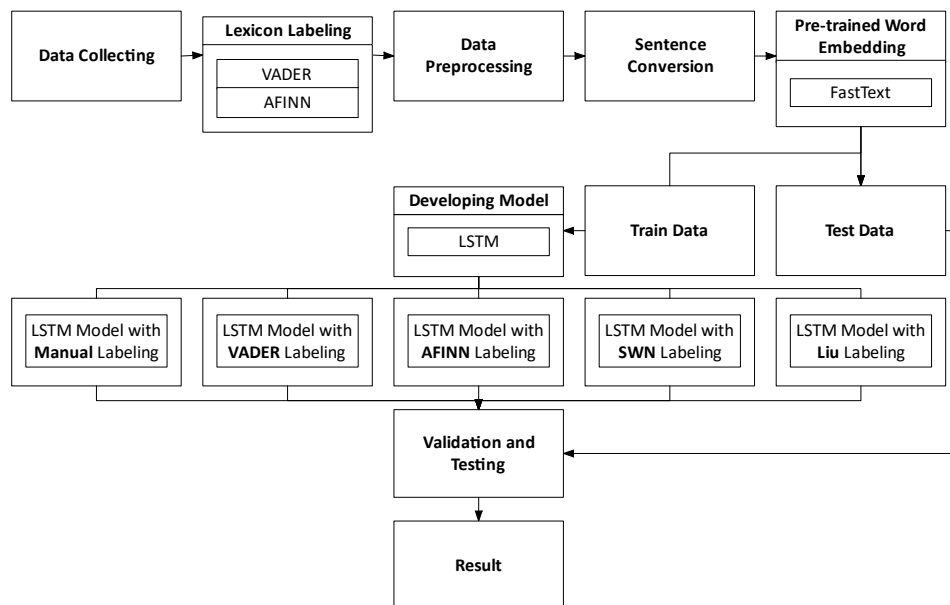 Data Collecting
Lexicon Labeling
VADER
AFINN
Data
Preprocessing
Sentence
Conversion
Pre-trained Word
Embedding
FastText
Developing Model
LSTM
Train Data
Test Data
LSTM Model with
Manual Labeling
LSTM Model with
VADER Labeling
LSTM Model with
AFINN Labeling
LSTM Model with
SWN Labeling
LSTM Model with
Liu Labeling
Validation and
Testing
Result